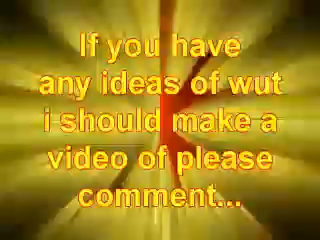 If you have
any ideas of wut
i should make a
video of please
comment...